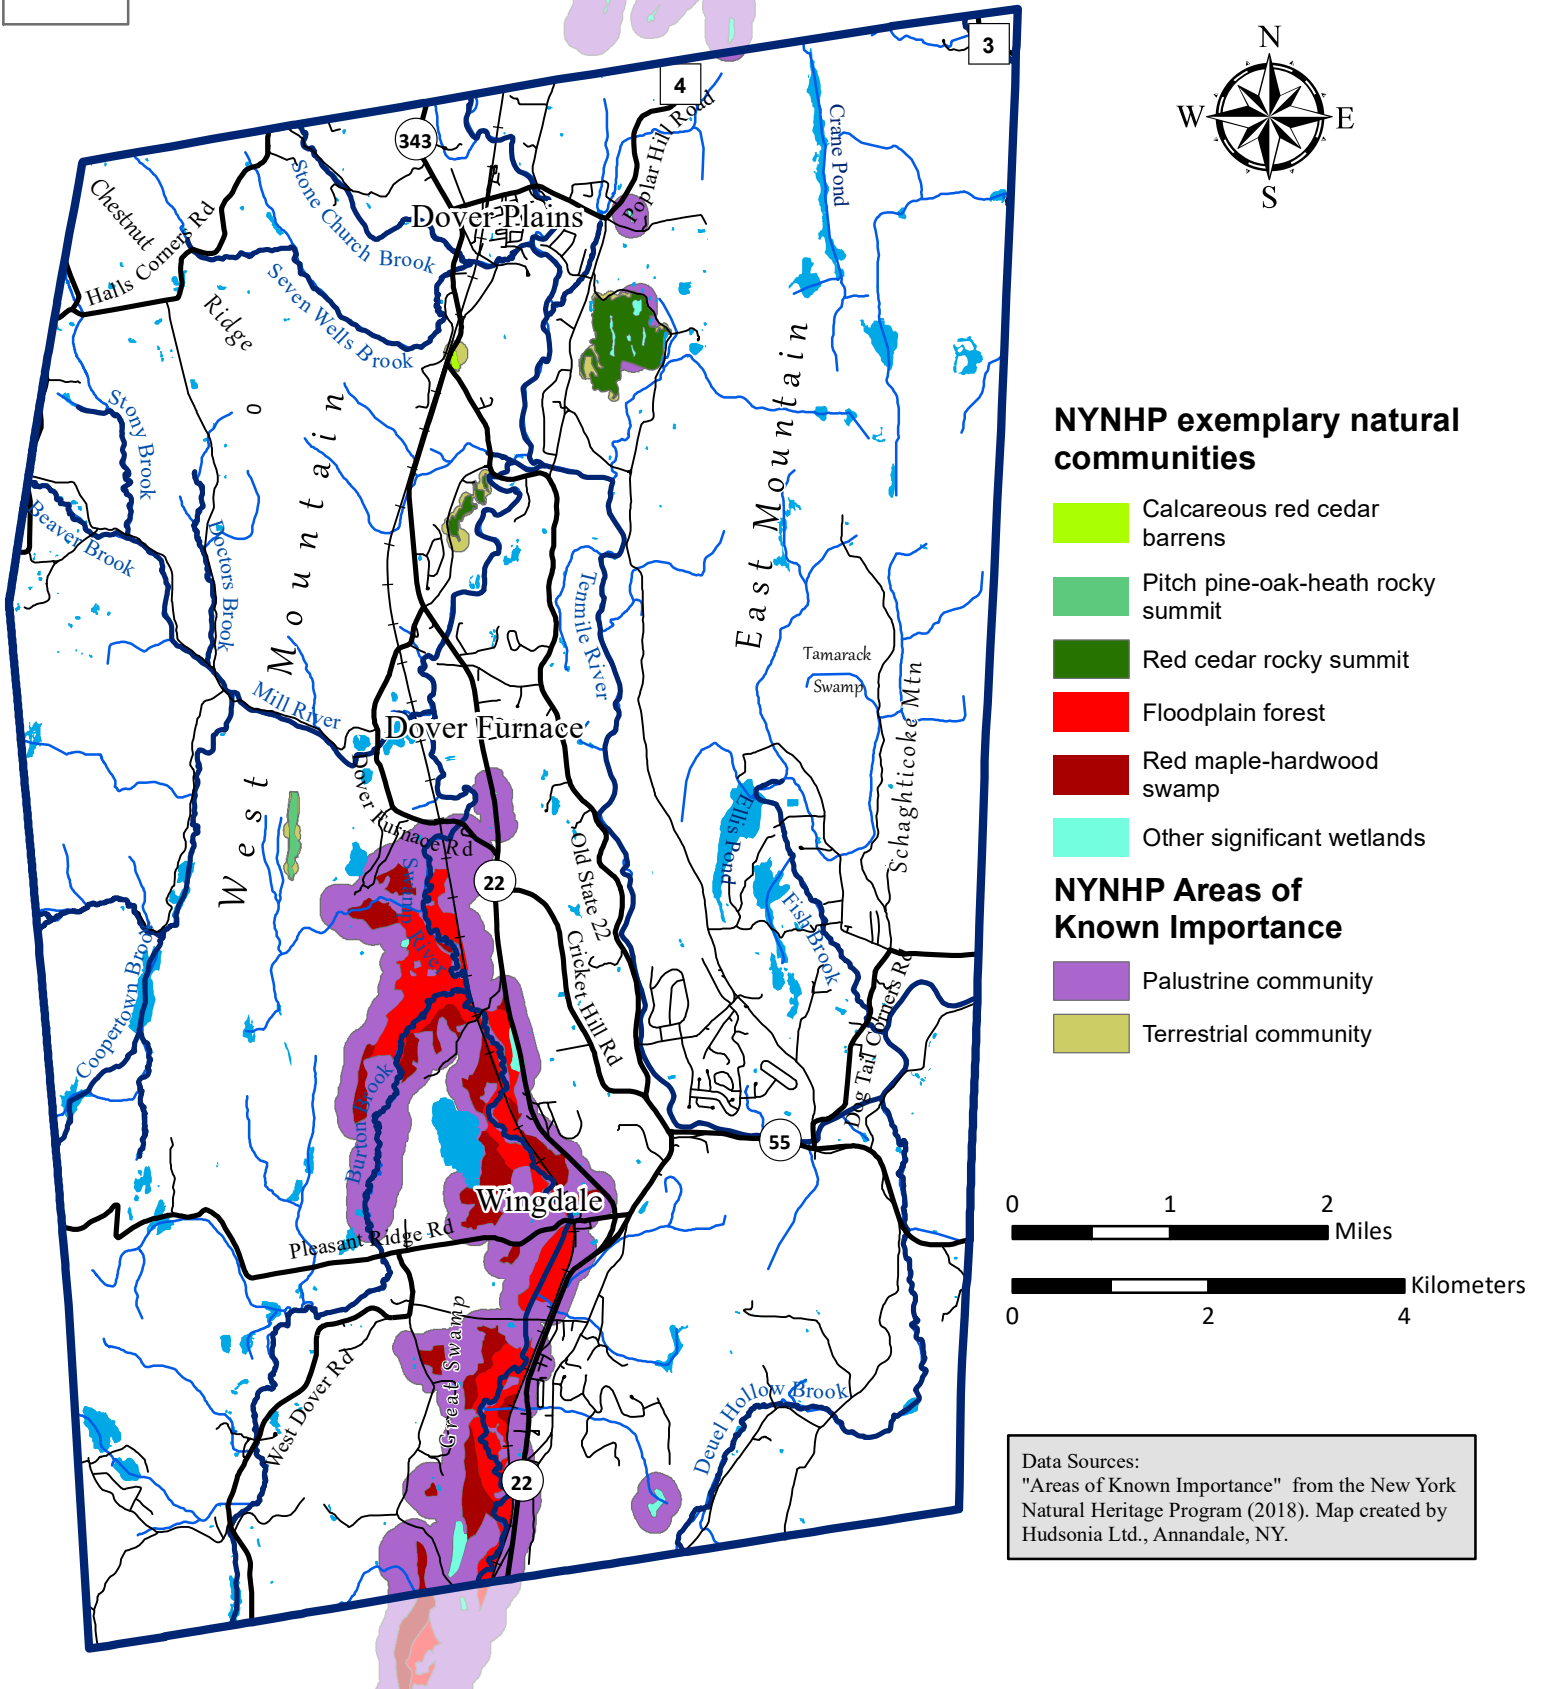 3
4
343
Poplar Hill Road
Crane Pond
Chestnut
Ridge
Halls Corners Rd
Stone Church Brook
Dover Plains
Seven Wells Brook
Stony Brook
Beaver Brook
Doctors Brook
West Mountain
East Mountain
Tenmile River
Tamarack
Swamp
Schaghticoke Mtn
Mill River
Dover Furnace
Dover Furnace Rd
Swamp River
22
Old State 22
Cricket Hill Rd
Ellis Pond
Fish Brook
Dog Tail Corners Rd
Coopertown Brook
Burton Brook
55
Wingdale
Pleasant Ridge Rd
Great Swamp
West Dover Rd
22
Deuel Hollow Brook
N
W
E
S
NYNHP exemplary natural
communities
Calcareous red cedar
barrens
Pitch pine-oak-heath rocky
summit
Red cedar rocky summit
Floodplain forest
Red maple-hardwood
swamp
Other significant wetlands
NYNHP Areas of
Known Importance
Palustrine community
Terrestrial community
0 1 2
Miles
Kilometers
0 2 4
Data Sources:
"Areas of Known Importance" from the New York
Natural Heritage Program (2018). Map created by
Hudsonia Ltd., Annandale, NY.